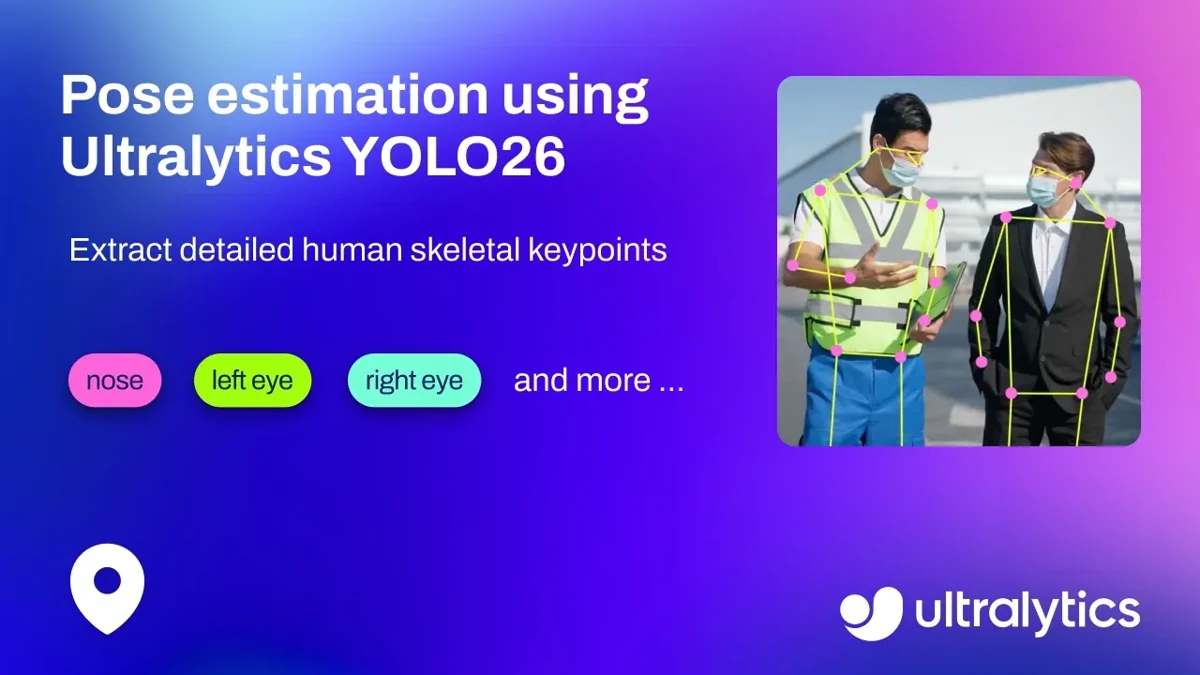 Pose estimation using
Ultralytics YOLO26
Extract detailed human skeletal keypoints
nose left eye right eye and more ...
ultralytics